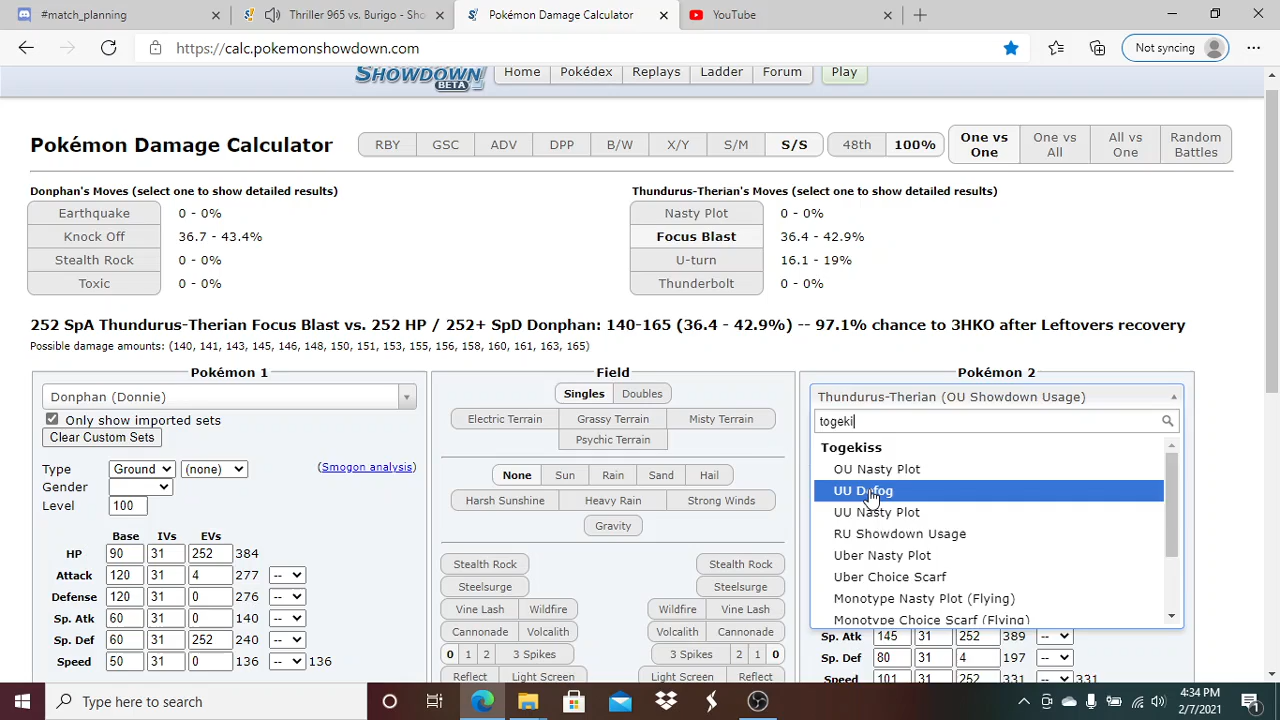 #match_planning
Thriller 965 vs. Burigo - Sho
Pokémon Damage Calculator
YouTube
https://calc.pokemonshowdown.com
Not syncing
SHOWDOWN BETA
Home Pokédex Replays Ladder Forum Play
Pokémon Damage Calculator
RBY GSC ADV DPP B/W X/Y S/M S/S 48th 100%
One vs One
One vs All
All vs One
Random Battles
Donphan's Moves (select one to show detailed results)
Thundurus-Therian's Moves (select one to show detailed results)
Earthquake 0 - 0%
Nasty Plot 0 - 0%
Knock Off 36.7 - 43.4%
Focus Blast 36.4 - 42.9%
Stealth Rock 0 - 0%
U-turn 16.1 - 19%
Toxic 0 - 0%
Thunderbolt 0 - 0%
252 SpA Thundurus-Therian Focus Blast vs. 252 HP / 252+ SpD Donphan: 140-165 (36.4 - 42.9%) -- 97.1% chance to 3HKO after Leftovers recovery
Possible damage amounts: (140, 141, 143, 145, 146, 148, 150, 151, 153, 155, 156, 158, 160, 161, 163, 165)
Pokémon 1
Donphan (Donnie)
Only show imported sets
Clear Custom Sets
Type Ground (none) (Smogon analysis)
Gender
Level 100
Base IVs EVs
HP 90 31 252 384
Attack 120 31 4 277 --
Defense 120 31 0 276 --
Sp. Atk 60 31 0 140 --
Sp. Def 60 31 252 240 --
Speed 50 31 0 136 -- 136
Field
Singles Doubles
Electric Terrain Grassy Terrain Misty Terrain
Psychic Terrain
None Sun Rain Sand Hail
Harsh Sunshine Heavy Rain Strong Winds
Gravity
Stealth Rock Stealth Rock
Steelsurge Steelsurge
Vine Lash Wildfire Wildfire Vine Lash
Cannonade Volcalith Volcalith Cannonade
0 1 2 3 Spikes 3 Spikes 2 1 0
Reflect Light Screen Light Screen Reflect
Pokémon 2
Thundurus-Therian (OU Showdown Usage)
togeki
Togekiss
OU Nasty Plot
UU Defog
UU Nasty Plot
RU Showdown Usage
Uber Nasty Plot
Uber Choice Scarf
Monotype Nasty Plot (Flying)
Monotype Choice Scarf (Flying)
Sp. Atk 145 31 252 389 --
Sp. Def 80 31 4 197 --
Speed 101 31 252 331 -- 331
Type here to search
4:34 PM
2/7/2021
1